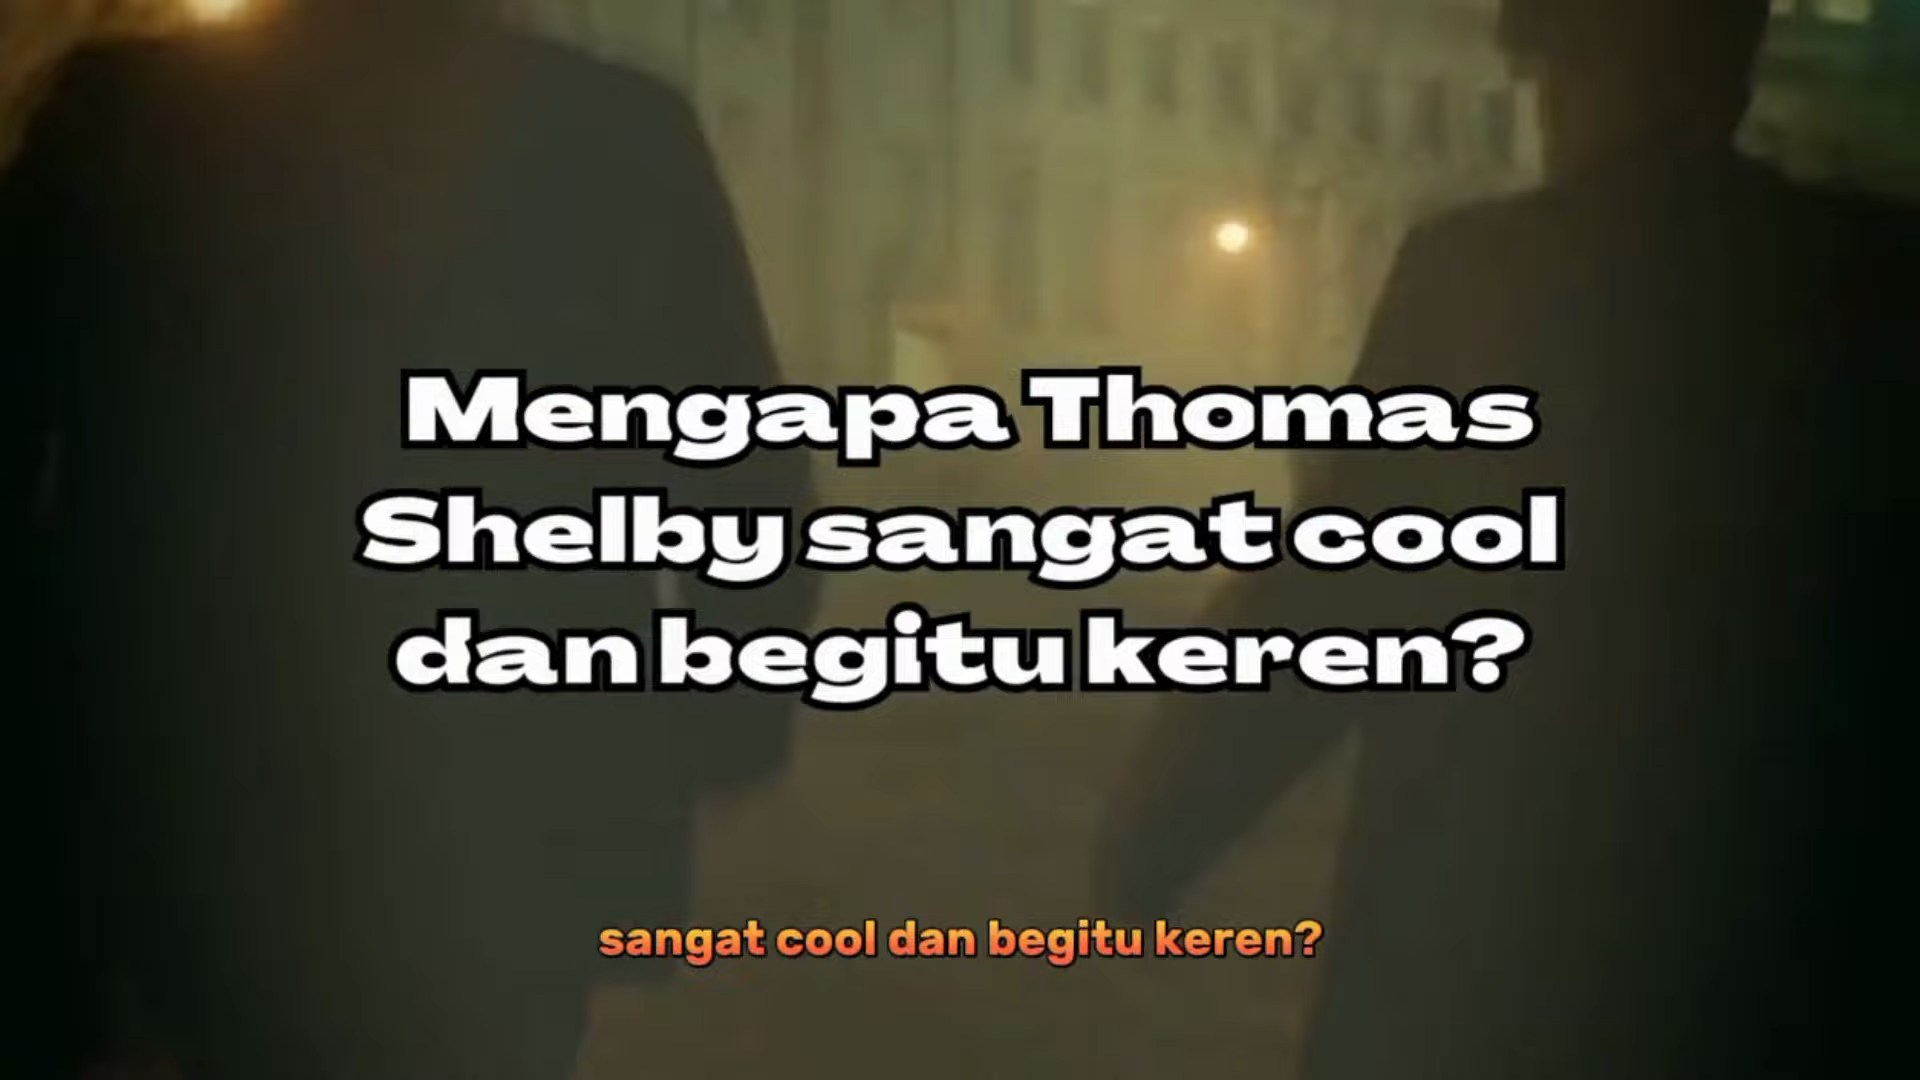 Mengapa Thomas
Shelby sangat cool
dan begitu keren?
sangat cool dan begitu keren?